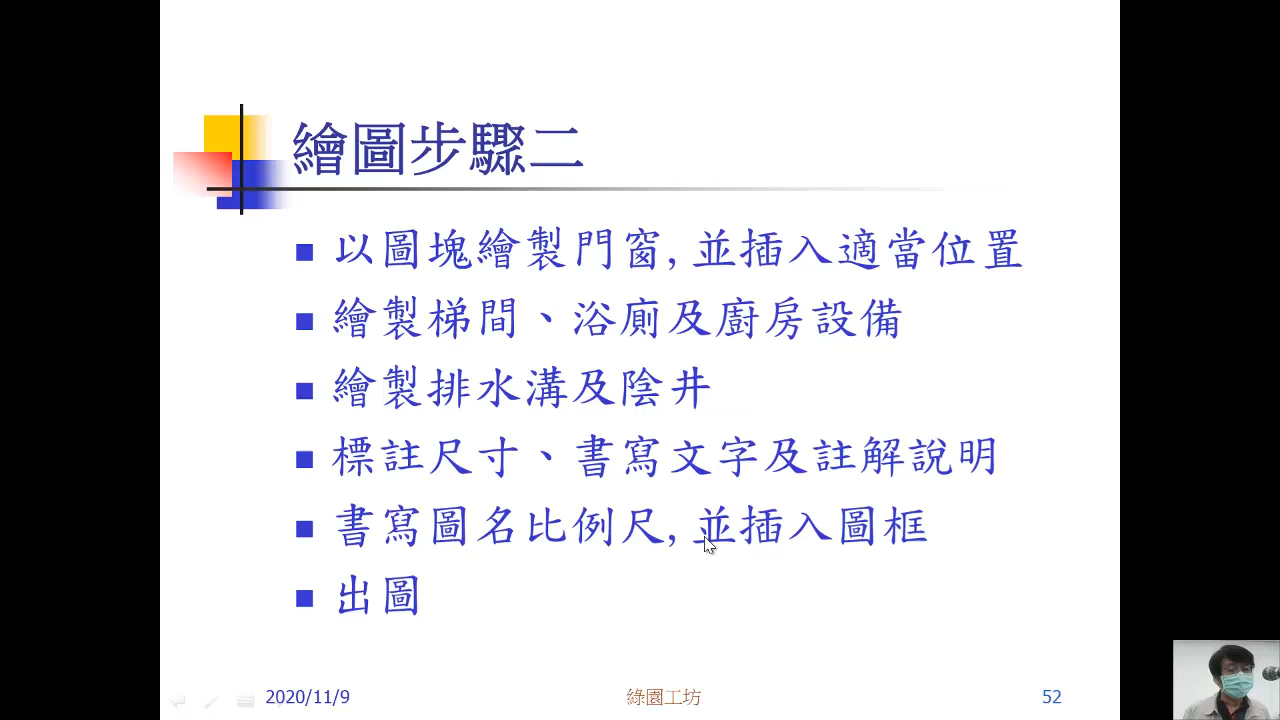 繪圖步驟二
以圖塊繪製門窗,並插入適當位置
繪製梯間、浴廁及廚房設備
繪製排水溝及陰井
標註尺寸、書寫文字及註解說明
書寫圖名比例尺,並插入圖框
出圖
2020/11/9
綠園工坊
52